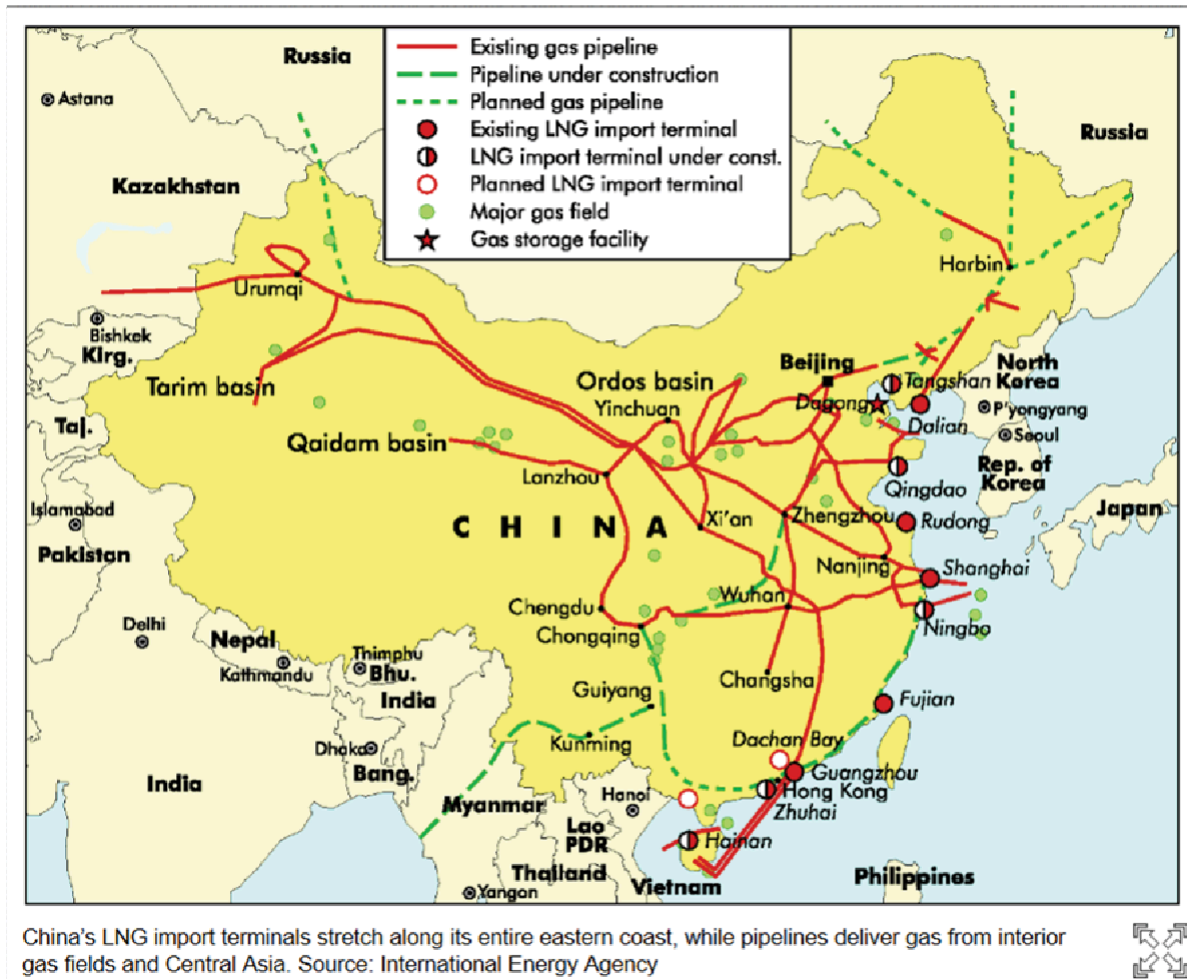 Existing gas pipeline
Pipeline under construction
Planned gas pipeline
Existing LNG import terminal
LNG import terminal under const.
Planned LNG import terminal
Major gas field
Gas storage facility
Russia
Astana
Russia
Kazakhstan
Harbin
Urumqi
Bishkek
Kirg.
Tarim basin
Ordos basin
Yinchuan
Beijing
Dagang
Tangshan
North
Korea
P'yongyang
Dalian
Seoul
Taj.
Qaidam basin
Lanzhou
Rep. of
Korea
Qingdao
Islamabad
Pakistan
CHINA
Xi'an
Zhengzhou
Rudong
Japan
Nanjing
Shanghai
Chengdu
Chongqing
Wuhan
Ningbo
Delhi
Nepal
Kathmandu
Thimphu
Bhu.
India
Guiyang
Changsha
Fujian
Kunming
Dachan Bay
Dhaka
Bang.
India
Guangzhou
Hong Kong
Zhuhai
Myanmar
Hanoi
Lao
PDR
Hainan
Thailand
Vietnam
Philippines
Yangon
China's LNG import terminals stretch along its entire eastern coast, while pipelines deliver gas from interior
gas fields and Central Asia. Source: International Energy Agency